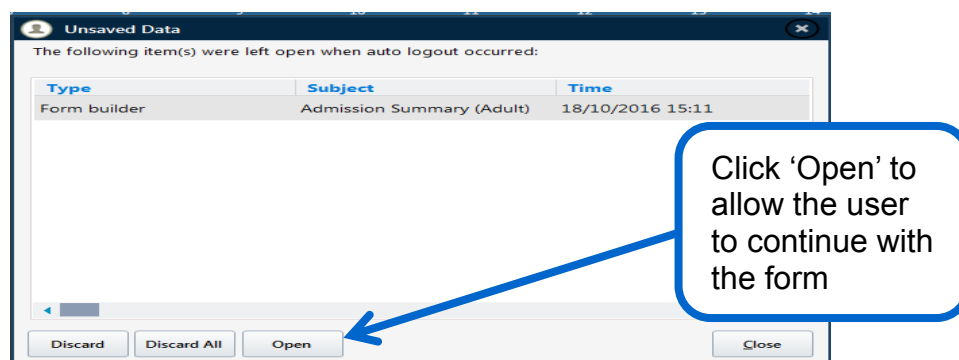 Unsaved Data
The following item(s) were left open when auto logout occurred:
Type Subject Time
Form builder Admission Summary (Adult) 18/10/2016 15:11
Click ‘Open’ to
allow the user
to continue with
the form
Discard Discard All Open Close